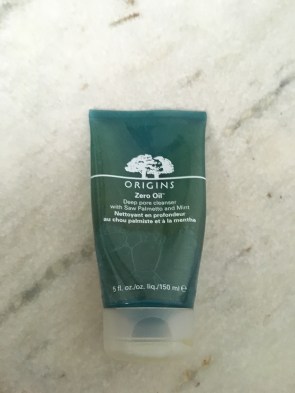 ORIGINS
Zero Oil™
Deep pore cleanser
with Saw Palmetto and Mint
Nettoyant en profondeur
au chou palmiste et à la menthe
5 fl. oz./oz. liq./150 ml ℮